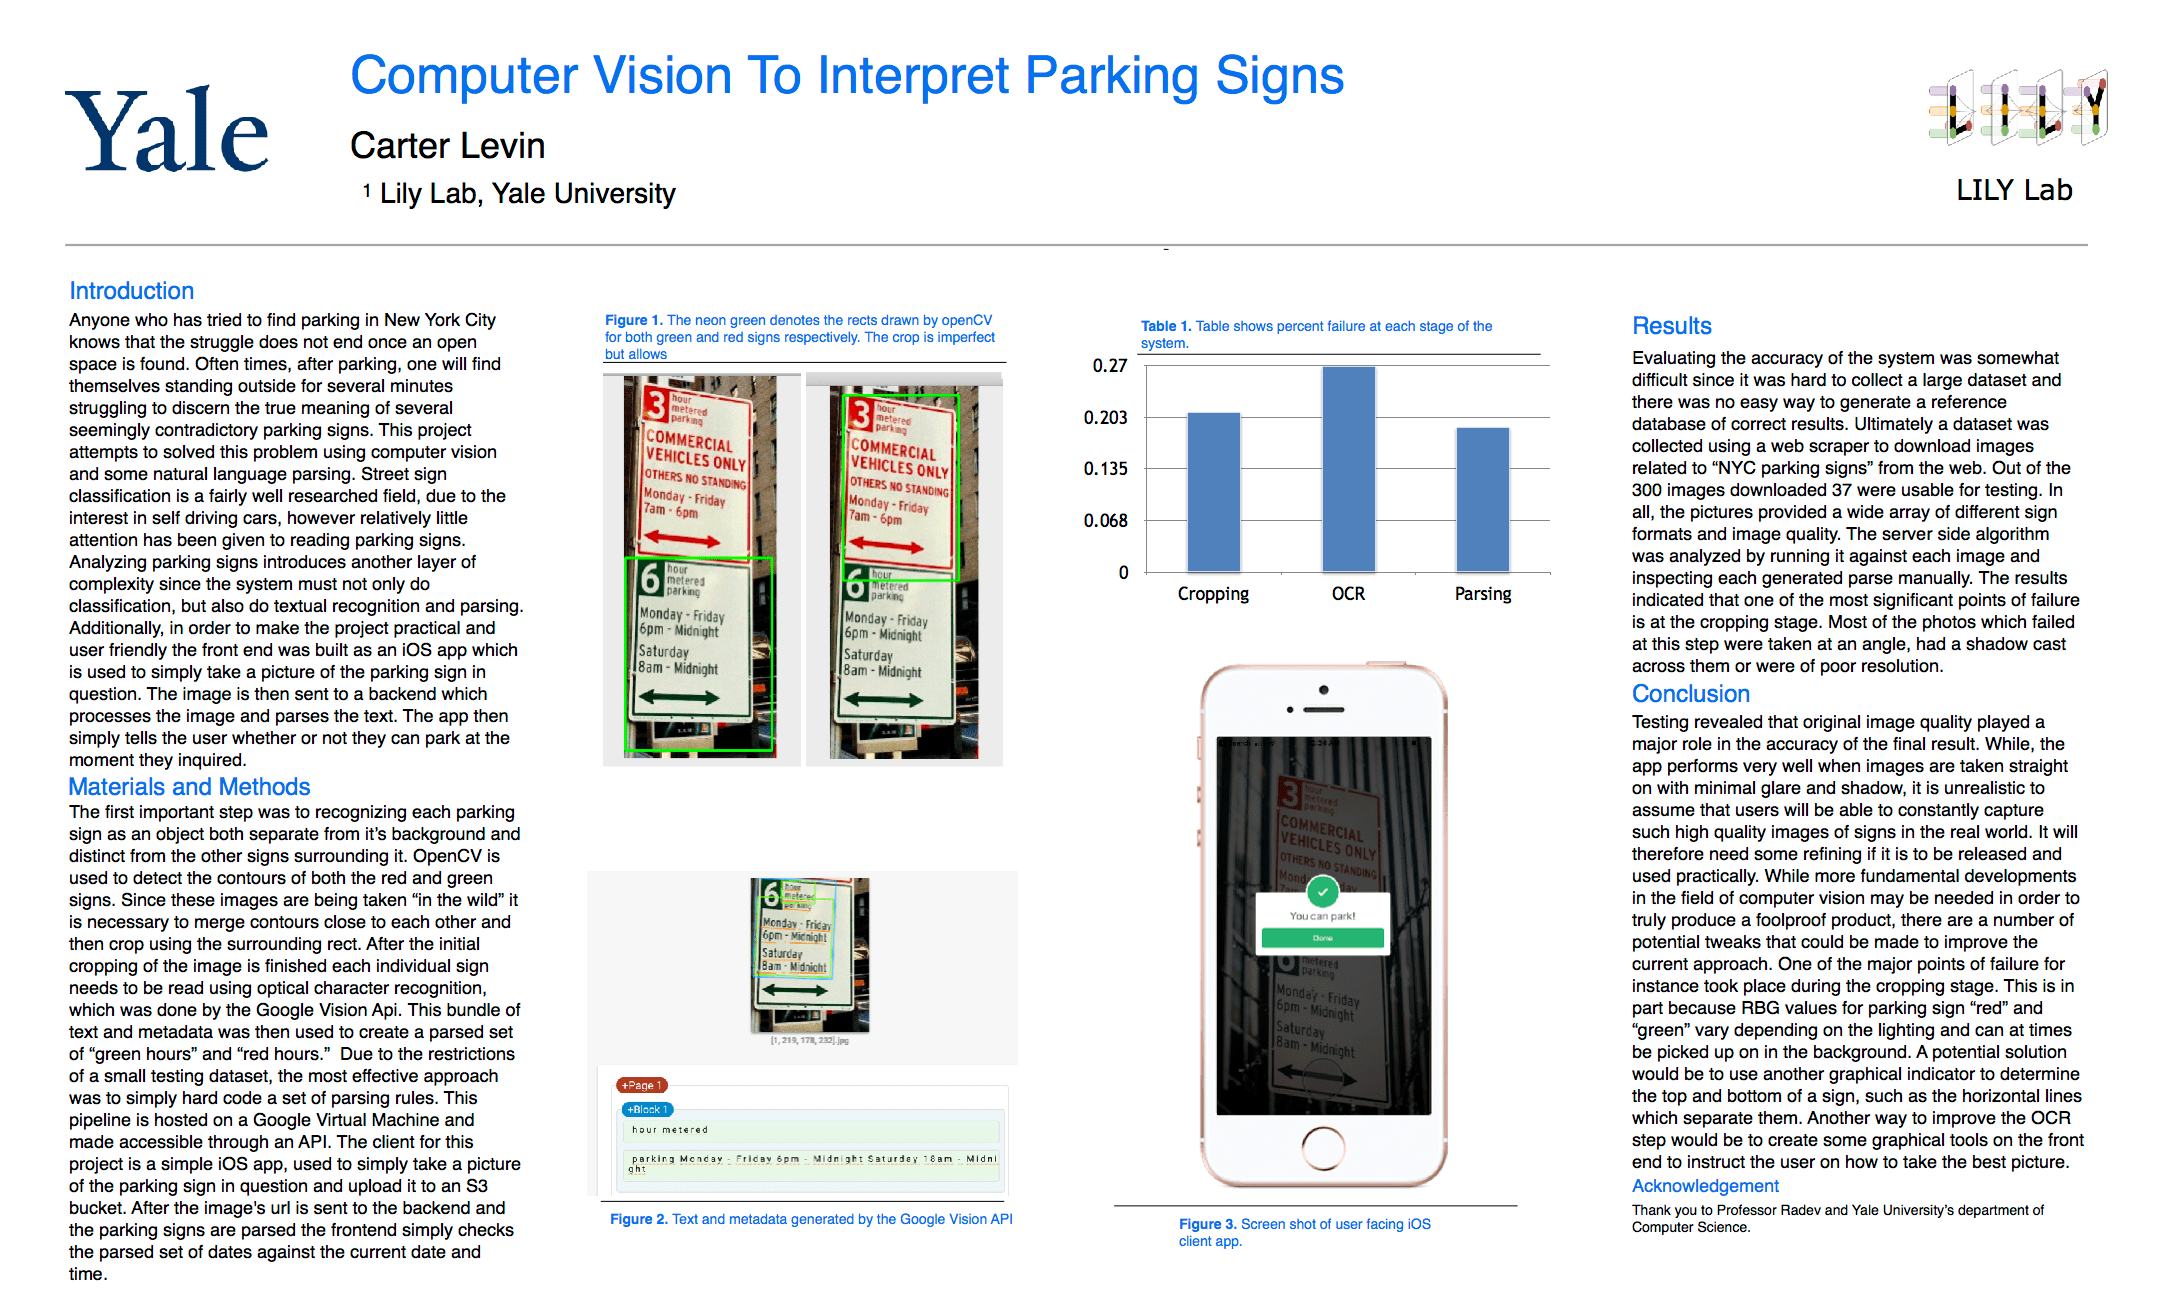 Yale
Computer Vision To Interpret Parking Signs
Carter Levin
¹ Lily Lab, Yale University
LILY
LILY Lab
Introduction
Anyone who has tried to find parking in New York City
knows that the struggle does not end once an open
space is found. Often times, after parking, one will find
themselves standing outside for several minutes
struggling to discern the true meaning of several
seemingly contradictory parking signs. This project
attempts to solved this problem using computer vision
and some natural language parsing. Street sign
classification is a fairly well researched field, due to the
interest in self driving cars, however relatively little
attention has been given to reading parking signs.
Analyzing parking signs introduces another layer of
complexity since the system must not only do
classification, but also do textual recognition and parsing.
Additionally, in order to make the project practical and
user friendly the front end was built as an iOS app which
is used to simply take a picture of the parking sign in
question. The image is then sent to a backend which
processes the image and parses the text. The app then
simply tells the user whether or not they can park at the
moment they inquired.
Materials and Methods
The first important step was to recognizing each parking
sign as an object both separate from it's background and
distinct from the other signs surrounding it. OpenCV is
used to detect the contours of both the red and green
signs. Since these images are being taken “in the wild” it
is necessary to merge contours close to each other and
then crop using the surrounding rect. After the initial
cropping of the image is finished each individual sign
needs to be read using optical character recognition,
which was done by the Google Vision Api. This bundle of
text and metadata was then used to create a parsed set
of “green hours” and “red hours.”  Due to the restrictions
of a small testing dataset, the most effective approach
was to simply hard code a set of parsing rules. This
pipeline is hosted on a Google Virtual Machine and
made accessible through an API. The client for this
project is a simple iOS app, used to simply take a picture
of the parking sign in question and upload it to an S3
bucket. After the image's url is sent to the backend and
the parking signs are parsed the frontend simply checks
the parsed set of dates against the current date and
time.
Figure 1. The neon green denotes the rects drawn by openCV
for both green and red signs respectively. The crop is imperfect
but allows
3 hour
metered
parking
COMMERCIAL
VEHICLES ONLY
OTHERS NO STANDING
Monday - Friday
7am - 6pm
6 hour
metered
parking
Monday - Friday
6pm - Midnight
Saturday
8am - Midnight
3 hour
metered
parking
COMMERCIAL
VEHICLES ONLY
OTHERS NO STANDING
Monday - Friday
7am - 6pm
6 hour
metered
parking
Monday - Friday
6pm - Midnight
Saturday
8am - Midnight
6 hour
metered
parking
Monday - Friday
6pm - Midnight
Saturday
8am - Midnight
[1, 219, 178, 232].jpg
+Page 1
+Block 1
hour metered
parking Monday - Friday 6pm - Midnight Saturday 18am - Midni
ght
Figure 2. Text and metadata generated by the Google Vision API
Table 1. Table shows percent failure at each stage of the
system.
0.27
0.203
0.135
0.068
0
Cropping OCR Parsing
3 hour
metered
parking
COMMERCIAL
VEHICLES ONLY
OTHERS NO STANDING
You can park!
Done
6 hour
metered
parking
Monday - Friday
6pm - Midnight
Saturday
8am - Midnight
Figure 3. Screen shot of user facing iOS
client app.
Results
Evaluating the accuracy of the system was somewhat
difficult since it was hard to collect a large dataset and
there was no easy way to generate a reference
database of correct results. Ultimately a dataset was
collected using a web scraper to download images
related to “NYC parking signs” from the web. Out of the
300 images downloaded 37 were usable for testing. In
all, the pictures provided a wide array of different sign
formats and image quality. The server side algorithm
was analyzed by running it against each image and
inspecting each generated parse manually. The results
indicated that one of the most significant points of failure
is at the cropping stage. Most of the photos which failed
at this step were taken at an angle, had a shadow cast
across them or were of poor resolution.
Conclusion
Testing revealed that original image quality played a
major role in the accuracy of the final result. While, the
app performs very well when images are taken straight
on with minimal glare and shadow, it is unrealistic to
assume that users will be able to constantly capture
such high quality images of signs in the real world. It will
therefore need some refining if it is to be released and
used practically. While more fundamental developments
in the field of computer vision may be needed in order to
truly produce a foolproof product, there are a number of
potential tweaks that could be made to improve the
current approach. One of the major points of failure for
instance took place during the cropping stage. This is in
part because RBG values for parking sign “red” and
“green” vary depending on the lighting and can at times
be picked up on in the background. A potential solution
would be to use another graphical indicator to determine
the top and bottom of a sign, such as the horizontal lines
which separate them. Another way to improve the OCR
step would be to create some graphical tools on the front
end to instruct the user on how to take the best picture.
Acknowledgement
Thank you to Professor Radev and Yale University's department of
Computer Science.